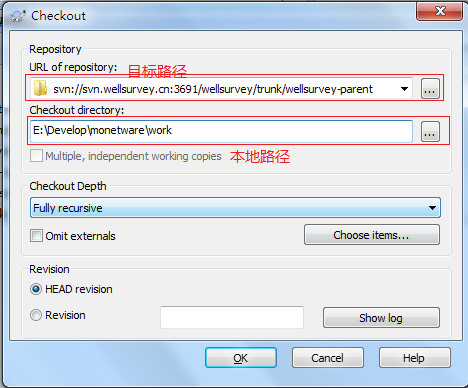 Checkout
Repository
URL of repository: 目标路径
svn://svn.wellsurvey.cn:3691/wellsurvey/trunk/wellsurvey-parent
...
Checkout directory:
E:\Develop\monetware\work
...
Multiple, independent working copies 本地路径
Checkout Depth
Fully recursive
Omit externals Choose items...
Revision
HEAD revision
Revision Show log
OK Cancel Help